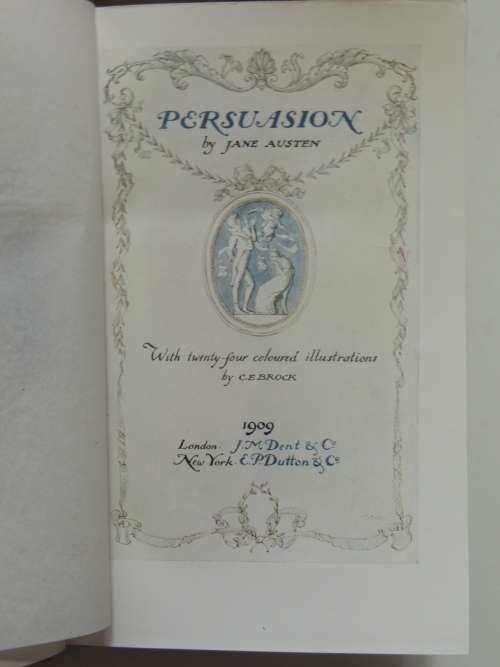 PERSUASION
by JANE AUSTEN
With twenty-four coloured illustrations
by C.E. BROCK
1909
London. J. M. Dent & Co
New York. E. P. Dutton & Co